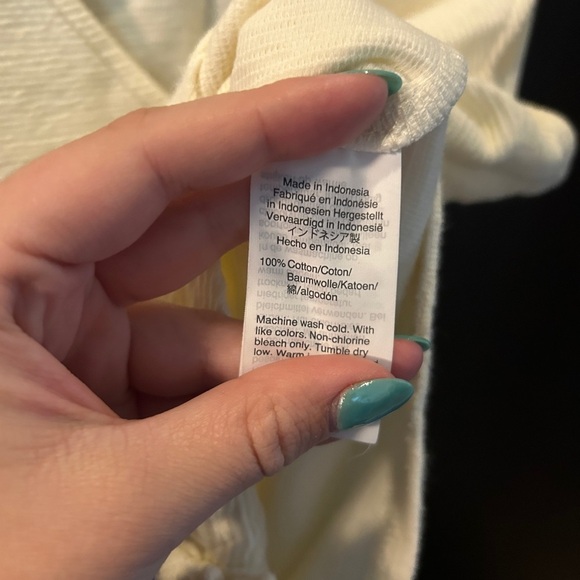 Made in Indonesia
Fabriqué en Indonésie
in Indonesien Hergestellt
Vervaardigd in Indonesië
インドネシア製
Hecho en Indonesia
100% Cotton/Coton/
Baumwolle/Katoen/
綿/algodón
Machine wash cold. With
like colors. Non-chlorine
bleach only. Tumble dry
low. Warm